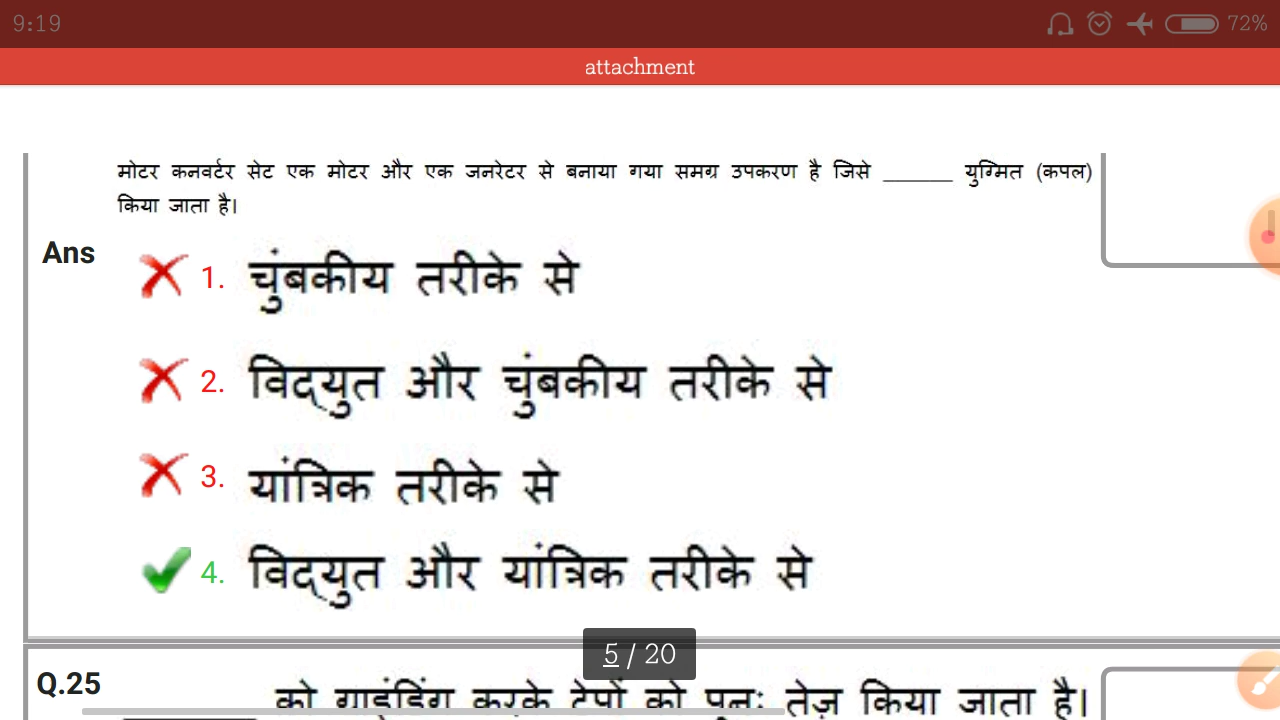 9:19
72%
attachment
मोटर कनवर्टर सेट एक मोटर और एक जनरेटर से बनाया गया समग्र उपकरण है जिसे _______ युग्मित (कपल)
किया जाता है।
Ans
1. चुंबकीय तरीके से
2. विद्‌युत और चुंबकीय तरीके से
3. यांत्रिक तरीके से
4. विद्‌युत और यांत्रिक तरीके से
5 / 20
Q.25 _______ को ग्राइंडिंग करके टेपों को पुनः तेज़ किया जाता है।